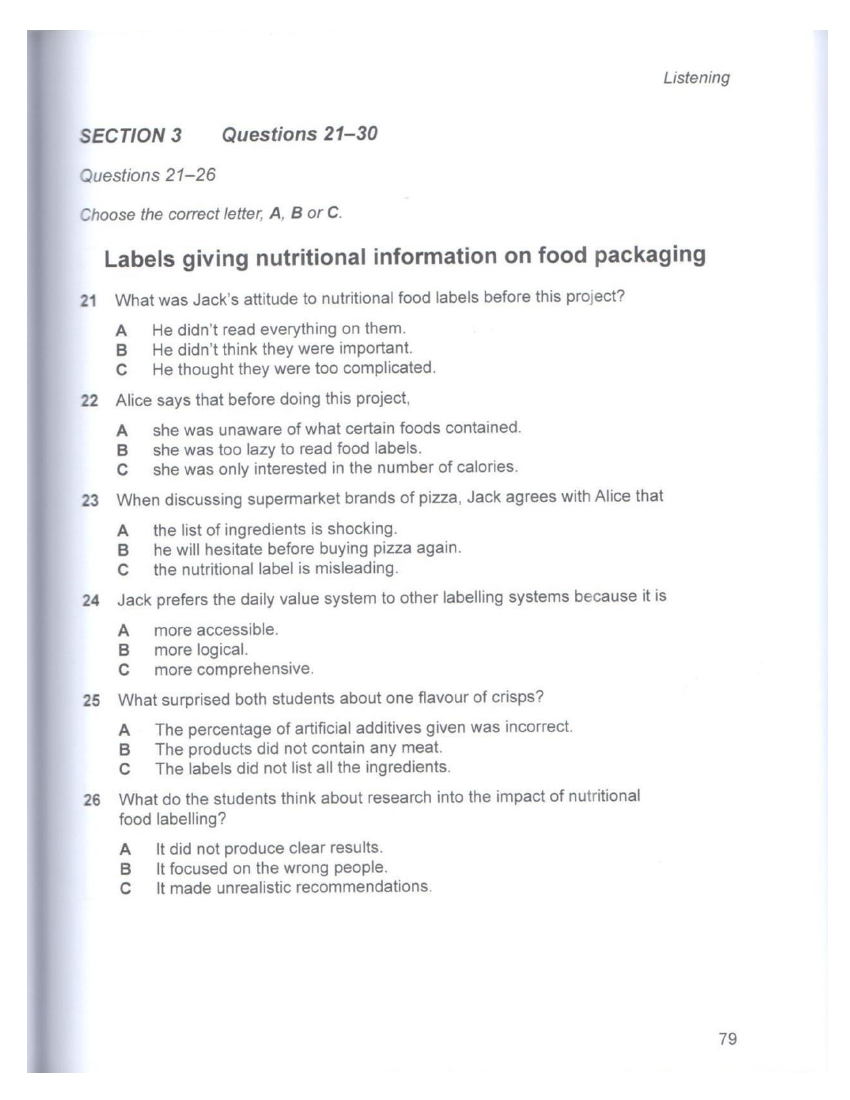 Listening
SECTION 3 Questions 21–30
Questions 21–26
Choose the correct letter, A, B or C.
Labels giving nutritional information on food packaging
21 What was Jack's attitude to nutritional food labels before this project?
A He didn't read everything on them.
B He didn't think they were important.
C He thought they were too complicated.
22 Alice says that before doing this project,
A she was unaware of what certain foods contained.
B she was too lazy to read food labels.
C she was only interested in the number of calories.
23 When discussing supermarket brands of pizza, Jack agrees with Alice that
A the list of ingredients is shocking.
B he will hesitate before buying pizza again.
C the nutritional label is misleading.
24 Jack prefers the daily value system to other labelling systems because it is
A more accessible.
B more logical.
C more comprehensive.
25 What surprised both students about one flavour of crisps?
A The percentage of artificial additives given was incorrect.
B The products did not contain any meat.
C The labels did not list all the ingredients.
26 What do the students think about research into the impact of nutritional
food labelling?
A It did not produce clear results.
B It focused on the wrong people.
C It made unrealistic recommendations.
79